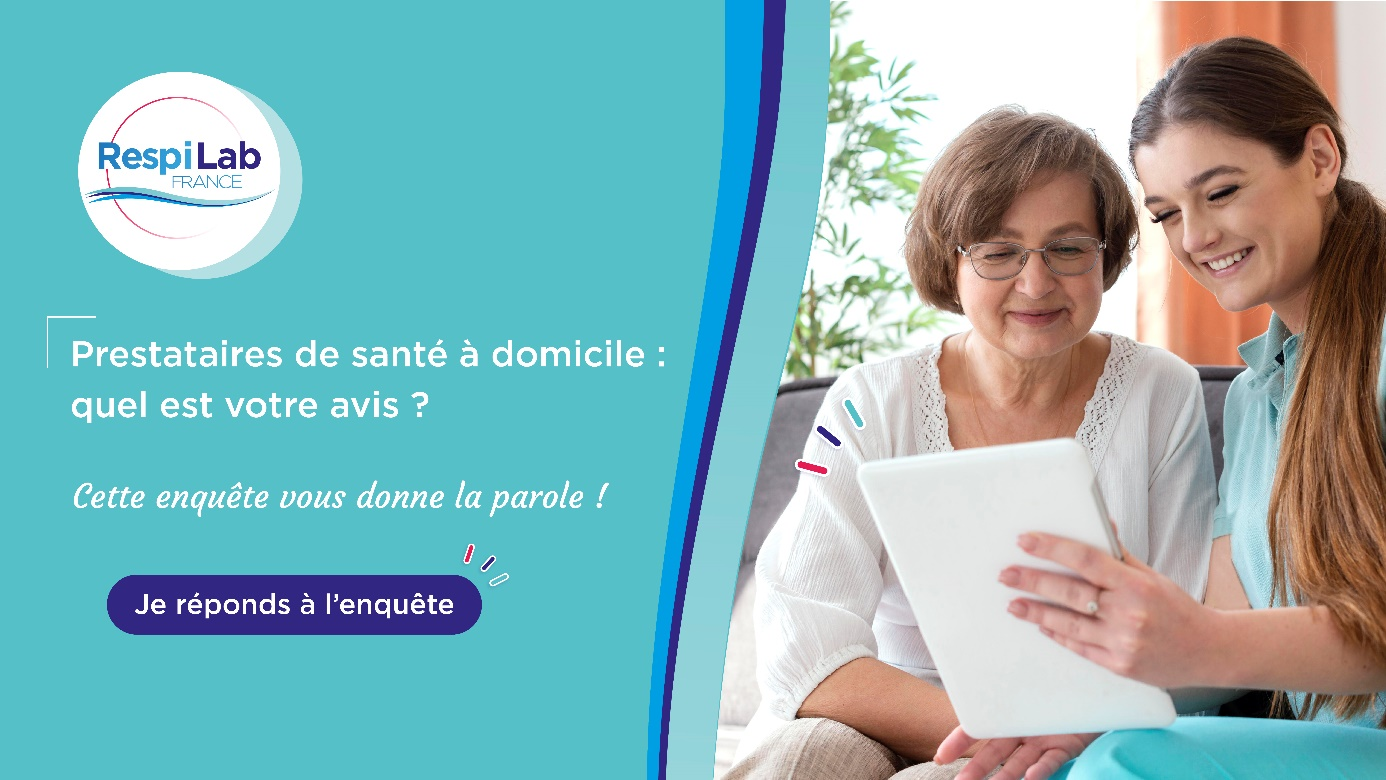 RespiLab
FRANCE
Prestataires de santé à domicile :
quel est votre avis ?
Cette enquête vous donne la parole !
Je réponds à l'enquête